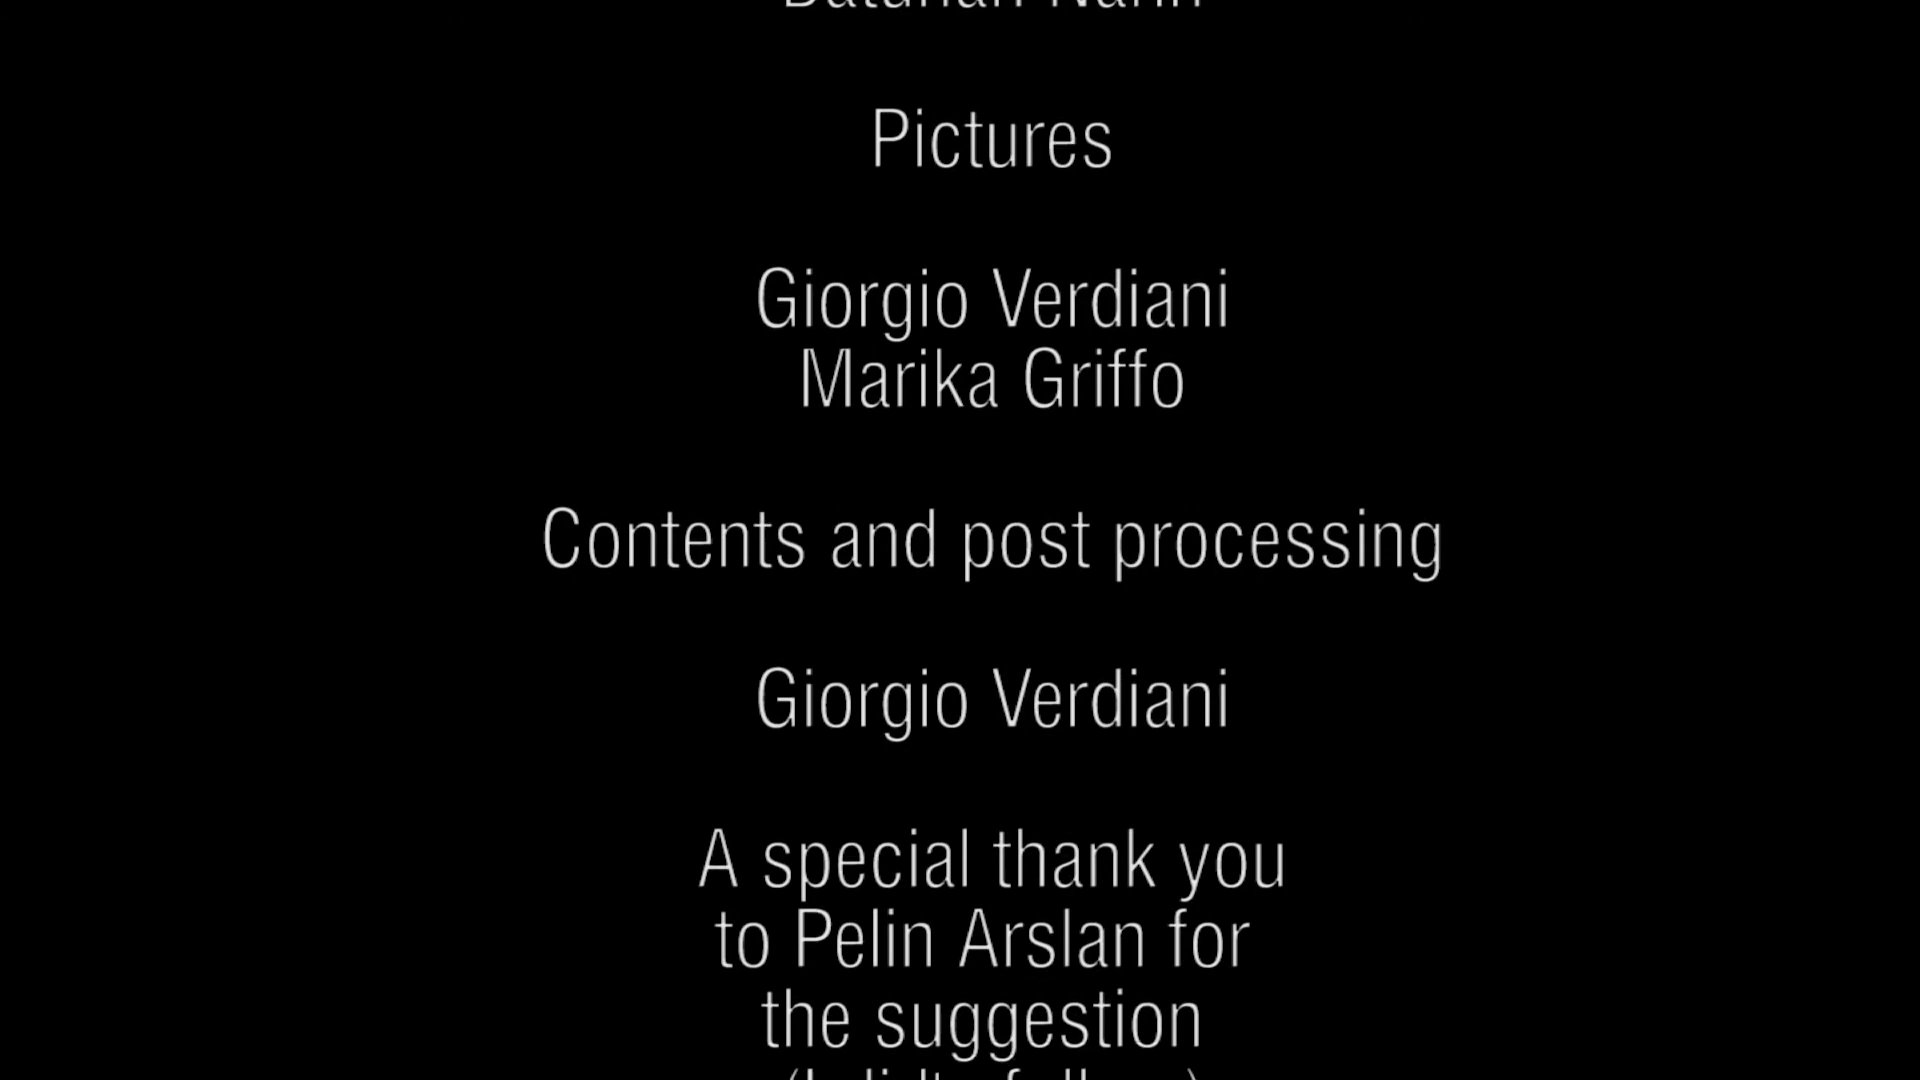 Pictures
Giorgio Verdiani
Marika Griffo
Contents and post processing
Giorgio Verdiani
A special thank you
to Pelin Arslan for
the suggestion